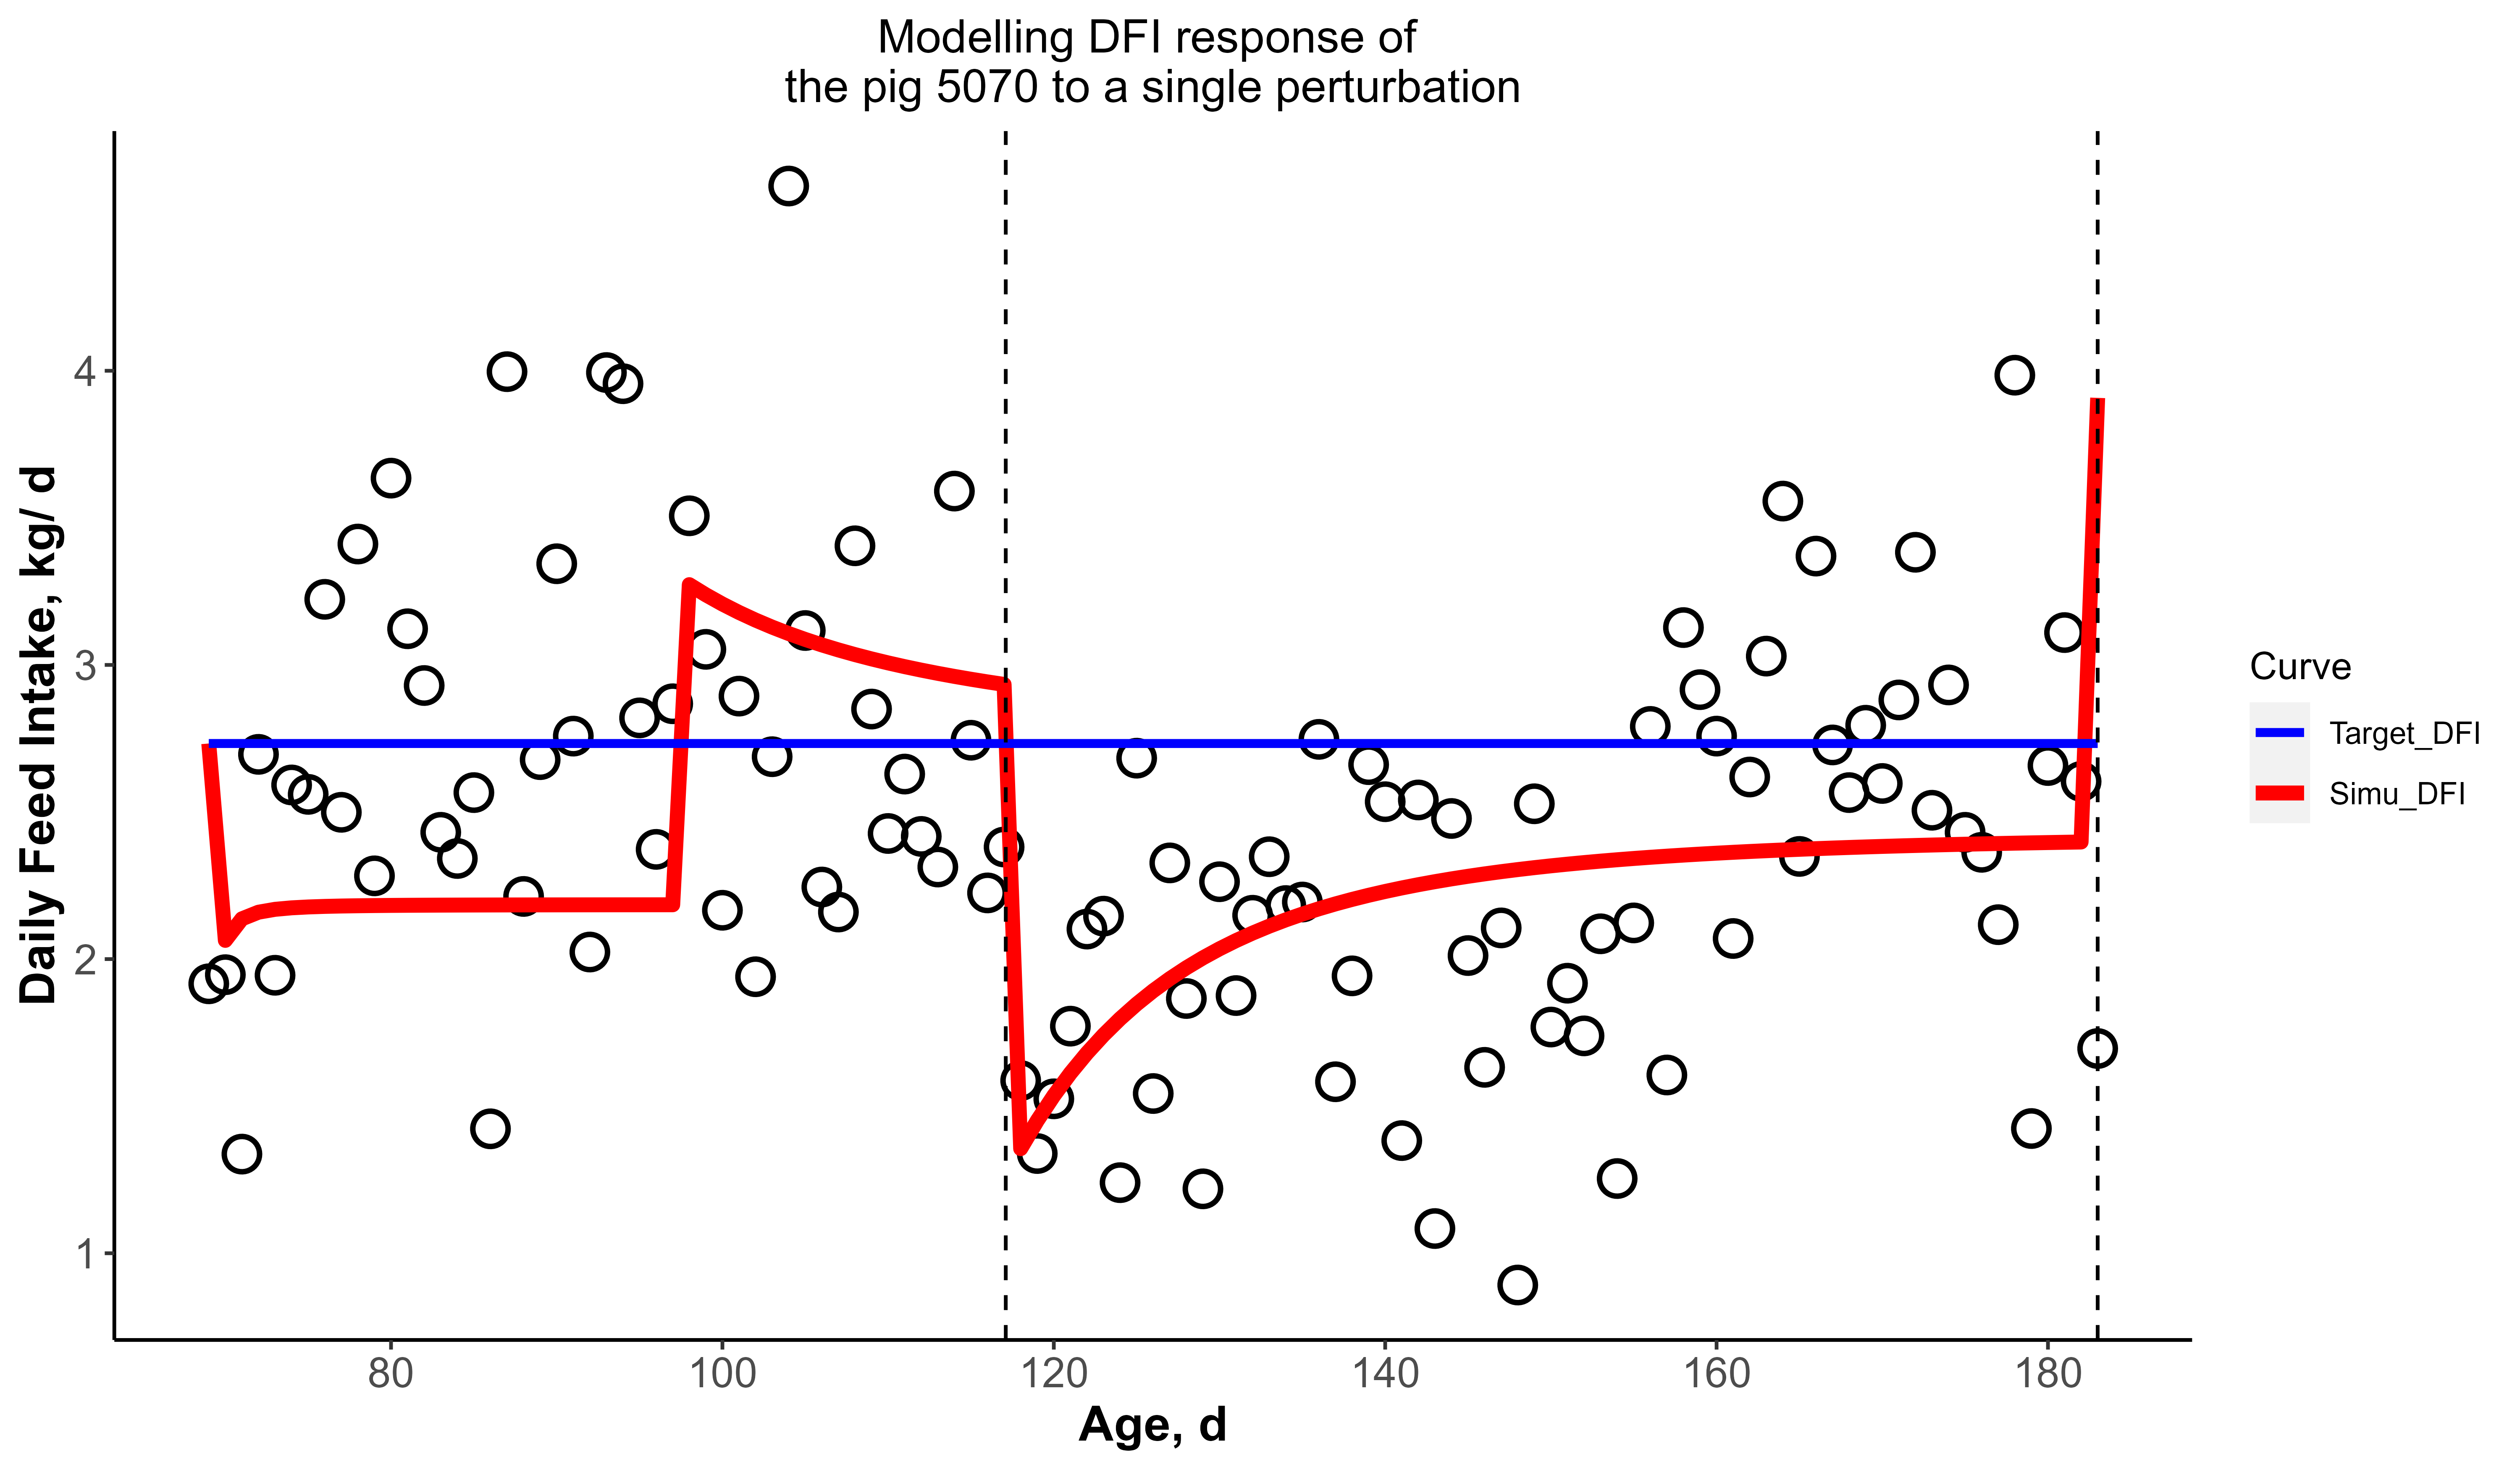 Modelling DFI response of
the pig 5070 to a single perturbation
Daily Feed Intake, kg/ d
4
3
2
1
80
100
120
140
160
180
Age, d
Curve
Target_DFI
Simu_DFI